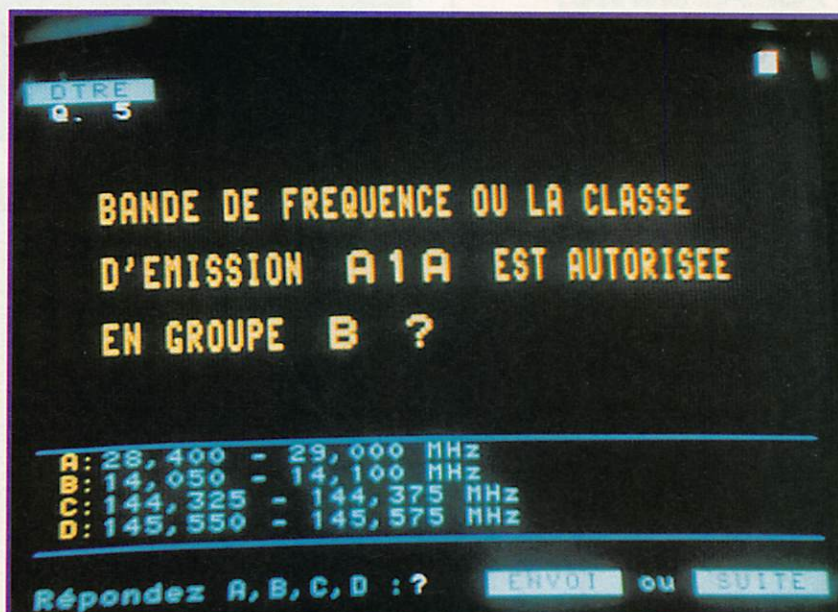 DTRE
Q. 5
BANDE DE FREQUENCE OU LA CLASSE
D'EMISSION A1A EST AUTORISEE
EN GROUPE B ?
A: 28,400 - 29,000 MHz
B: 14,050 - 14,100 MHz
C: 144,325 - 144,375 MHz
D: 145,550 - 145,575 MHz
Répondez A,B,C,D :? ENVOI ou SUITE